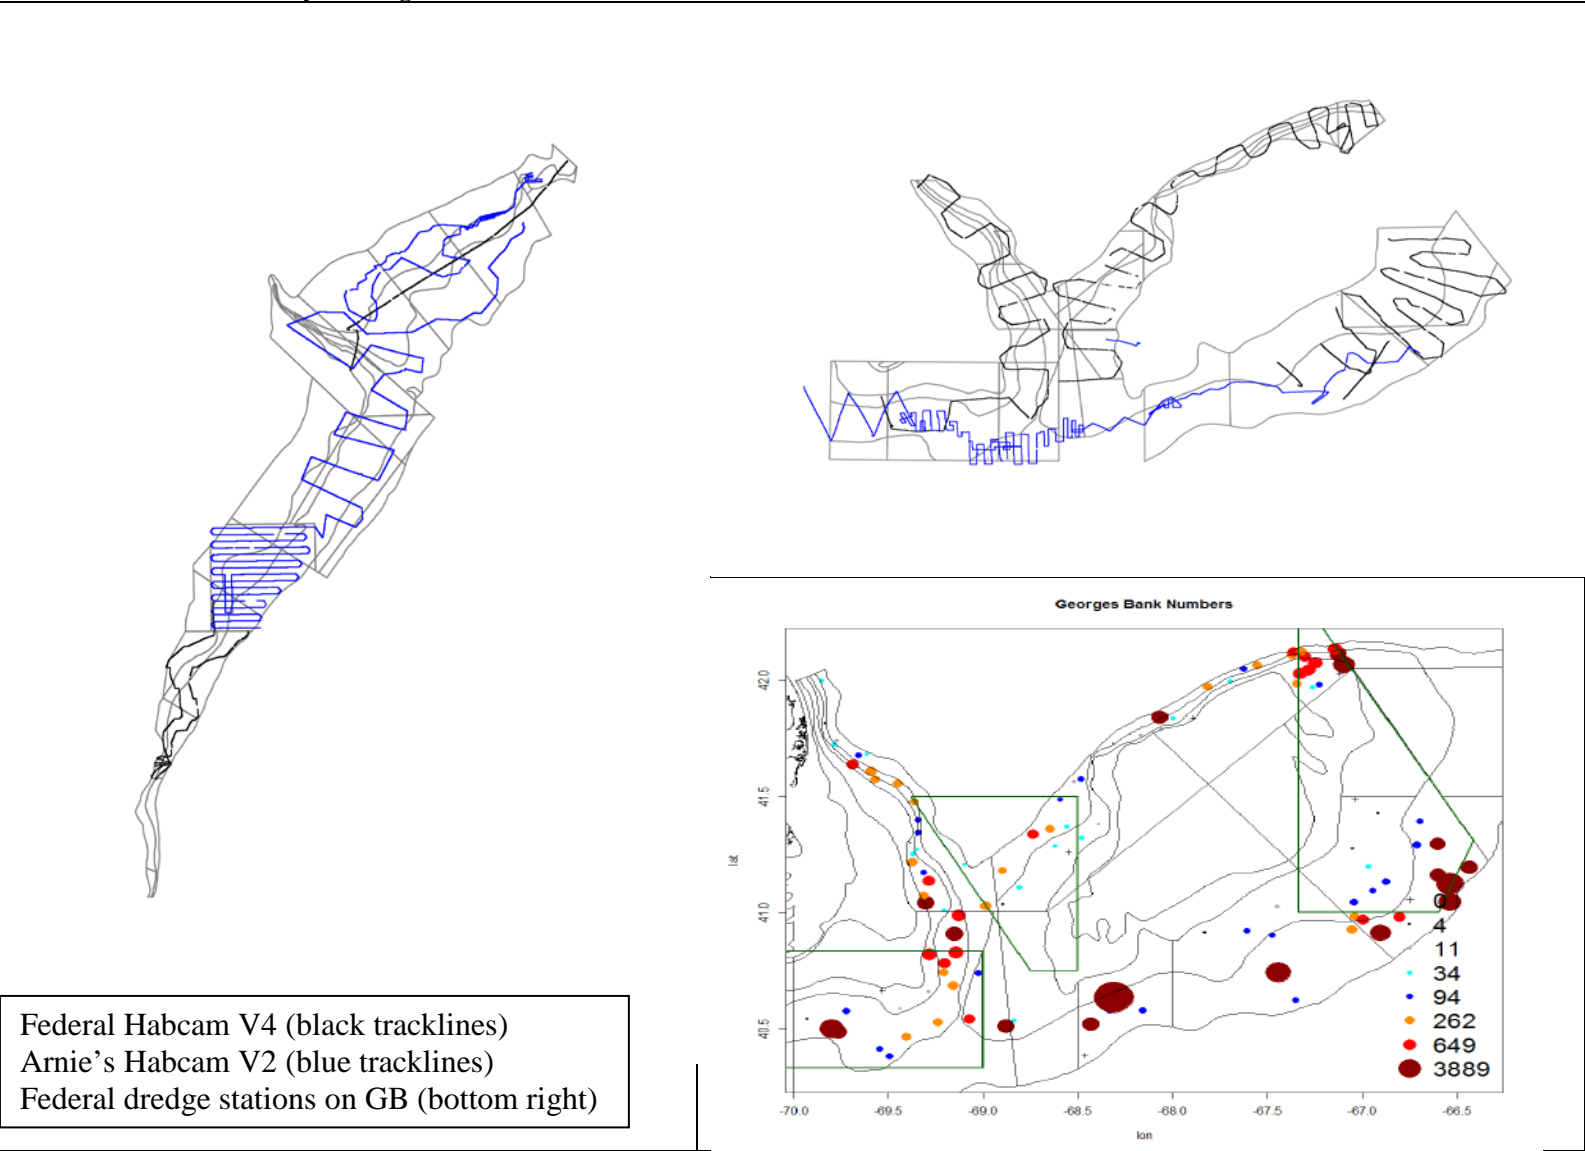 Georges Bank Numbers
lat
42.0
41.5
41.0
40.5
0
4
11
34
94
262
649
3889
-70.0 -69.5 -69.0 -68.5 -68.0 -67.5 -67.0 -66.5
lon
Federal Habcam V4 (black tracklines)
Arnie’s Habcam V2 (blue tracklines)
Federal dredge stations on GB (bottom right)